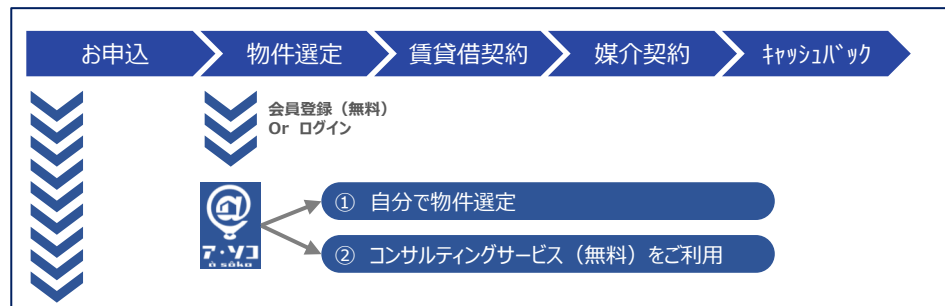 お申込
物件選定
賃貸借契約
媒介契約
ｷｬｯｼｭﾊﾞｯｸ
会員登録（無料）
Or ログイン
① 自分で物件選定
@
ア・ソコ
a sōko
② コンサルティングサービス（無料）をご利用